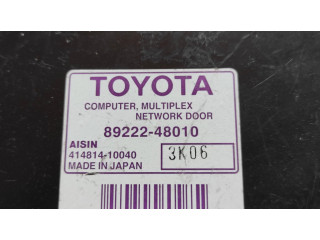 TOYOTA
COMPUTER, MULTIPLEX
NETWORK DOOR
89222-48010
AISIN
414814-10040
MADE IN JAPAN
3K06